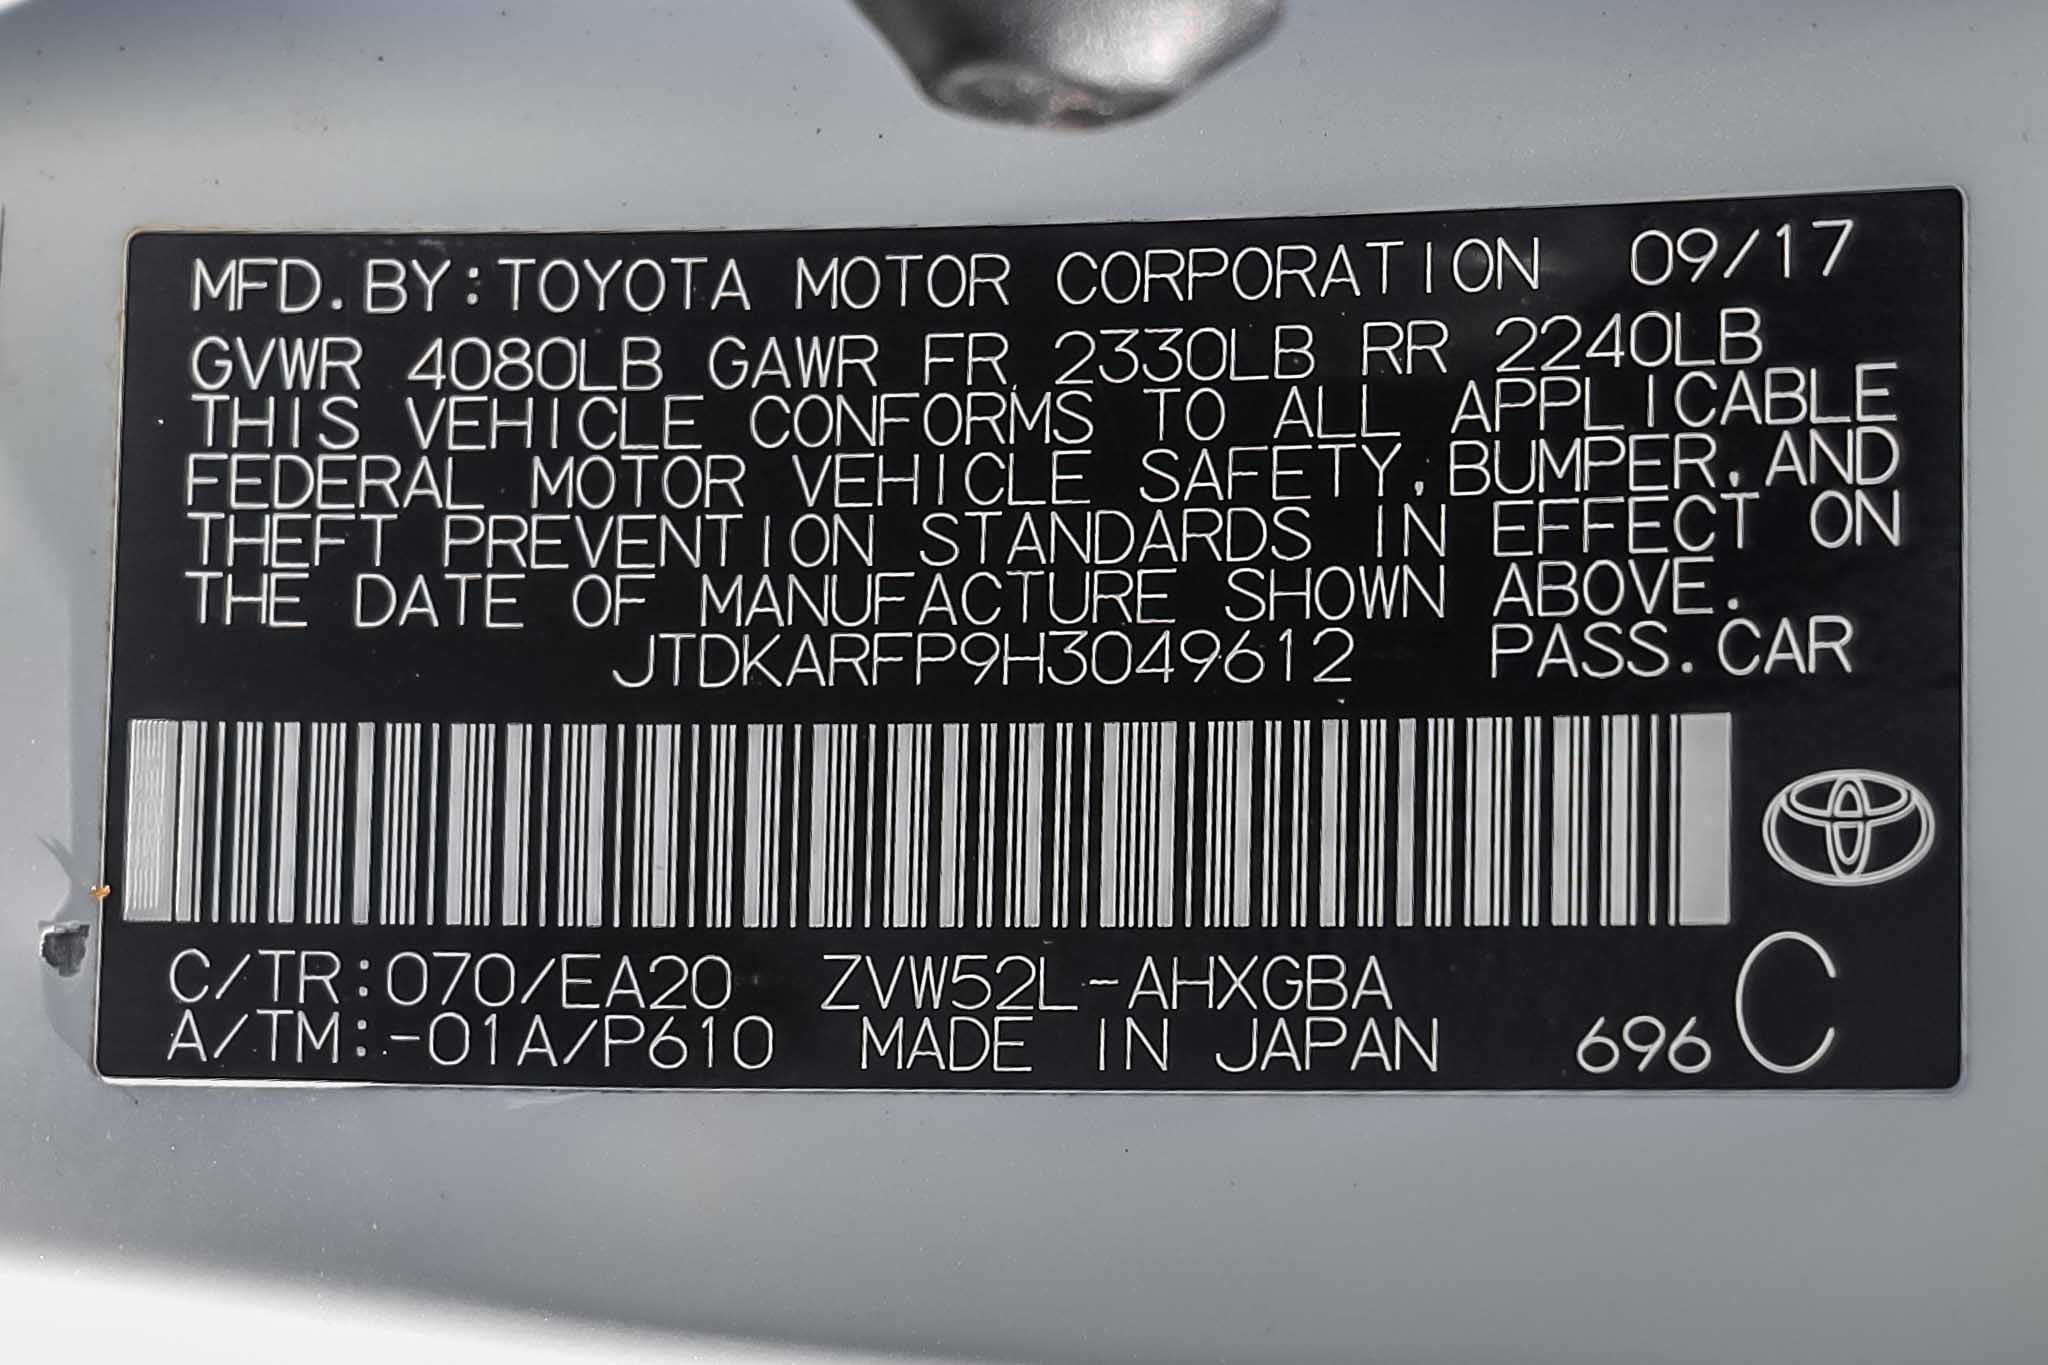 MFD.BY:TOYOTA MOTOR CORPORATION 09/17
GVWR 4080LB GAWR FR 2330LB RR 2240LB
THIS VEHICLE CONFORMS TO ALL APPLICABLE
FEDERAL MOTOR VEHICLE SAFETY,BUMPER,AND
THEFT PREVENTION STANDARDS IN EFFECT ON
THE DATE OF MANUFACTURE SHOWN ABOVE.
JTDKARFP9H3049612 PASS.CAR
C/TR:070/EA20 ZVW52L-AHXGBA
A/TM:-01A/P610 MADE IN JAPAN 696 C